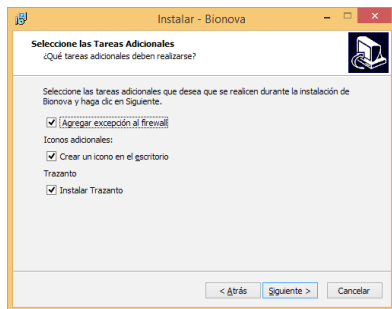 Instalar - Bionova
Seleccione las Tareas Adicionales
¿Qué tareas adicionales deben realizarse?
Seleccione las tareas adicionales que desea que se realicen durante la instalación de
Bionova y haga clic en Siguiente.
Agregar excepción al firewall
Iconos adicionales:
Crear un icono en el escritorio
Trazanto
Instalar Trazanto
< Atrás
Siguiente >
Cancelar